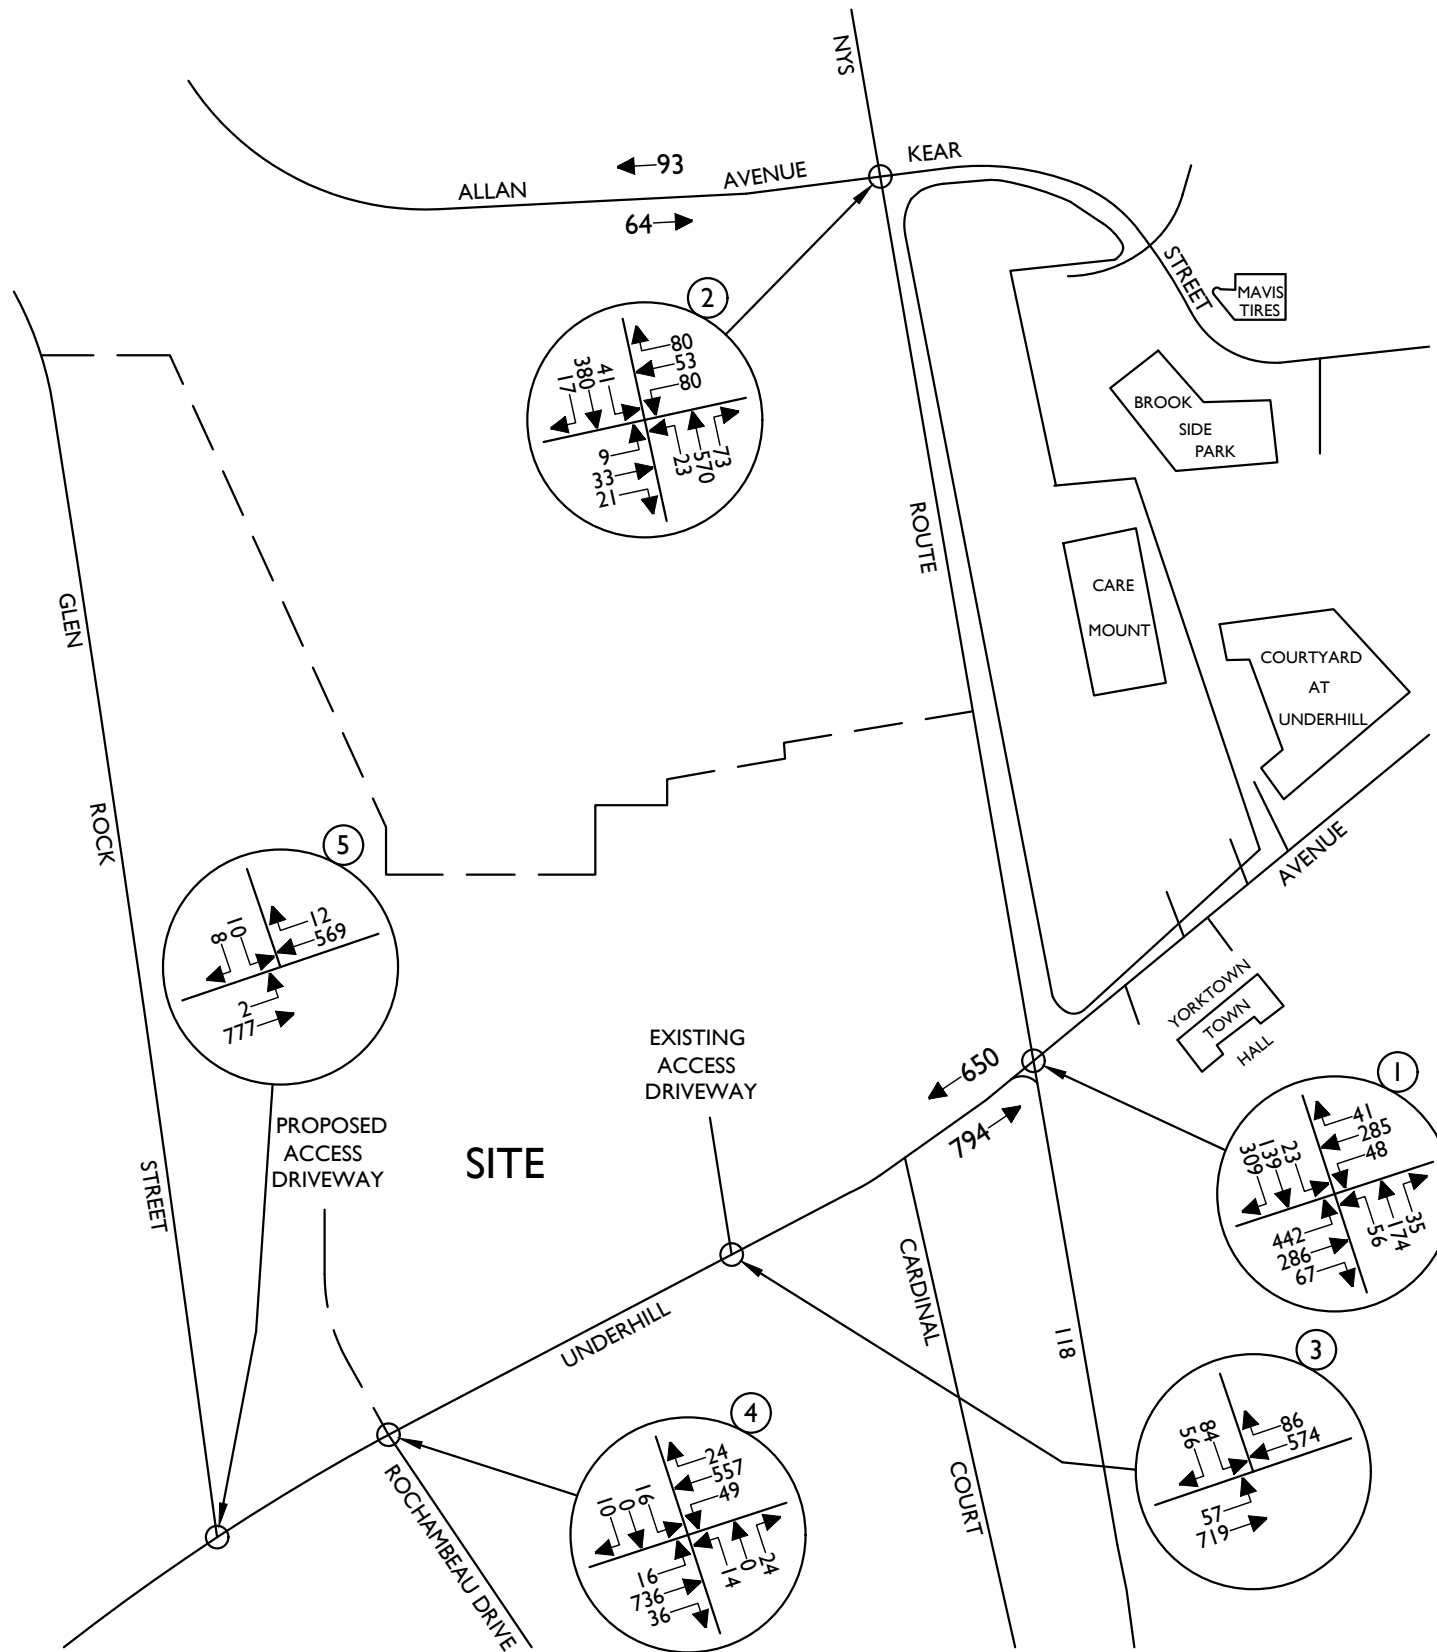 NYS
KEAR
93
AVENUE
ALLAN
64
STREET
2
MAVIS
TIRES
80
53
80
41
380
17
9
33
21
23
570
73
BROOK
SIDE
PARK
ROUTE
CARE
MOUNT
GLEN
COURTYARD
AT
UNDERHILL
ROCK
5
AVENUE
12
569
10
8
2
777
YORKTOWN
TOWN
HALL
EXISTING
ACCESS
DRIVEWAY
650
794
1
41
285
48
23
139
309
442
286
67
56
174
35
PROPOSED
ACCESS
DRIVEWAY
SITE
STREET
CARDINAL
COURT
118
UNDERHILL
3
86
574
84
56
57
719
4
24
557
49
16
0
10
16
736
36
14
0
24
ROCHAMBEAU DRIVE